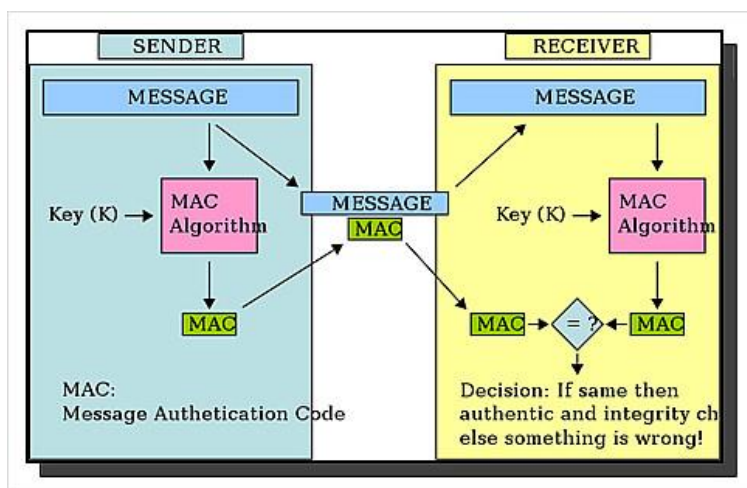 SENDER
RECEIVER
MESSAGE
MESSAGE
Key (K)
MAC
Algorithm
MESSAGE
MAC
Key (K)
MAC
Algorithm
MAC
MAC
= ?
MAC
MAC:
Message Authetication Code
Decision: If same then
authentic and integrity ch
else something is wrong!